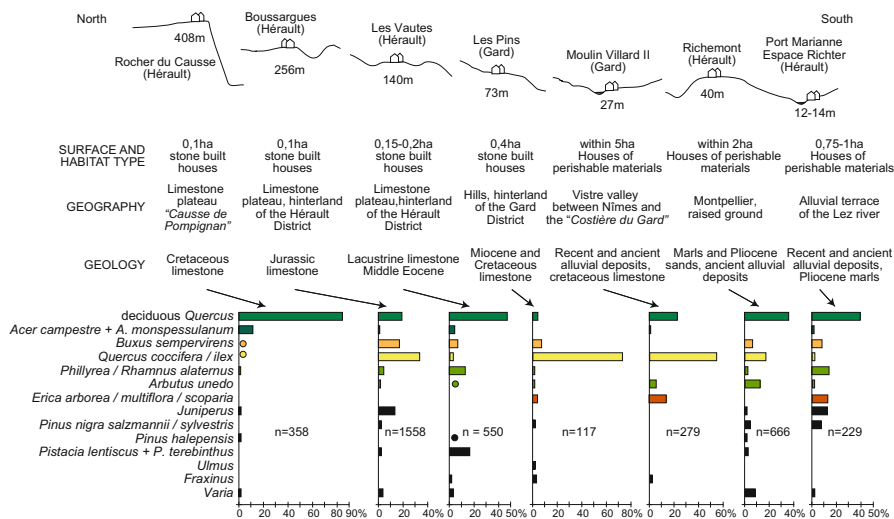 North
South
408m
Rocher du Causse
(Hérault)
Boussargues
(Hérault)
256m
Les Vautes
(Hérault)
140m
Les Pins
(Gard)
73m
Moulin Villard II
(Gard)
27m
Richemont
(Hérault)
40m
Port Marianne
Espace Richter
(Hérault)
12-14m
SURFACE AND
HABITAT TYPE
0,1ha
stone built
houses
0,1ha
stone built
houses
0,15-0,2ha
stone built
houses
0,4ha
stone built
houses
within 5ha
Houses of
perishable materials
within 2ha
Houses of perishable
materials
0,75-1ha
Houses of
perishable materials
GEOGRAPHY
Limestone
plateau
"Causse de
Pompignan"
Limestone
plateau, hinterland
of the Hérault
District
Limestone
plateau,hinterland
of the Hérault
District
Hills, hinterland
of the Gard
District
Vistre valley
between Nîmes and
the "Costière du Gard"
Montpellier,
raised ground
Alluvial terrace
of the Lez river
GEOLOGY
Cretaceous
limestone
Jurassic
limestone
Lacustrine limestone
Middle Eocene
Miocene and
Cretaceous
limestone
Recent and ancient
alluvial deposits,
cretaceous limestone
Marls and Pliocene
sands, ancient alluvial
deposits
Recent and ancient
alluvial deposits,
Pliocene marls
deciduous Quercus
Acer campestre + A. monspessulanum
Buxus sempervirens
Quercus coccifera / ilex
Phillyrea / Rhamnus alaternus
Arbutus unedo
Erica arborea / multiflora / scoparia
Juniperus
Pinus nigra salzmannii / sylvestris
Pinus halepensis
Pistacia lentiscus + P. terebinthus
Ulmus
Fraxinus
Varia
n=358
n=1558
n = 550
n=117
n=279
n=666
n=229
0 20 40 60 80 90%
0 20 40%
0 20 40 60%
0 20 40 60 80%
0 20 40 60%
0 20 40%
0 20 40 50%